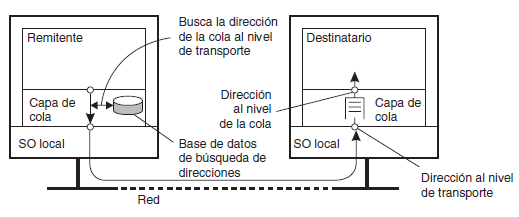 Remitente
Capa de
cola
SO local
Busca la dirección
de la cola al nivel
de transporte
Dirección
al nivel
de la cola
Base de datos
de búsqueda de
direcciones
Destinatario
Capa de
cola
SO local
Dirección al nivel
de transporte
Red